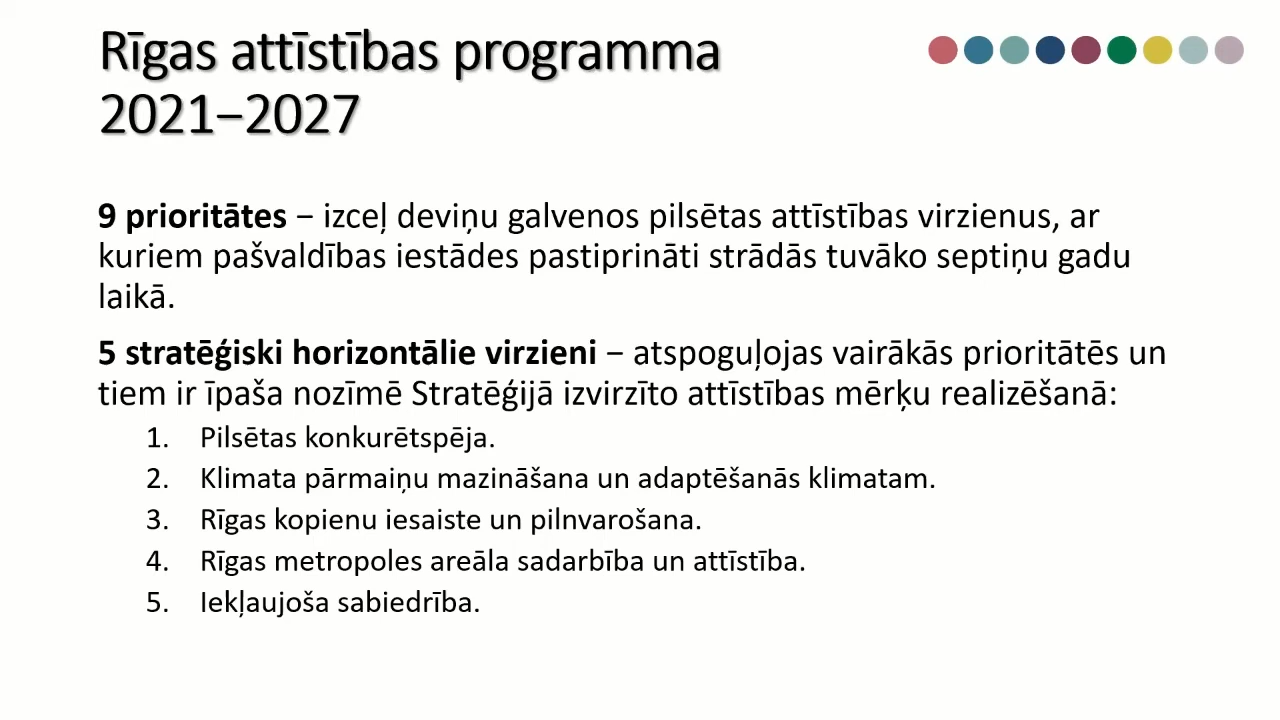 Rīgas attīstības programma
2021–2027
9 prioritātes – izceļ deviņu galvenos pilsētas attīstības virzienus, ar
kuriem pašvaldības iestādes pastiprināti strādās tuvāko septiņu gadu
laikā.
5 stratēģiski horizontālie virzieni – atspoguļojas vairākās prioritātēs un
tiem ir īpaša nozīmē Stratēģijā izvirzīto attīstības mērķu realizēšanā:
1. Pilsētas konkurētspēja.
2. Klimata pārmaiņu mazināšana un adaptēšanās klimatam.
3. Rīgas kopienu iesaiste un pilnvarošana.
4. Rīgas metropoles areāla sadarbība un attīstība.
5. Iekļaujoša sabiedrība.